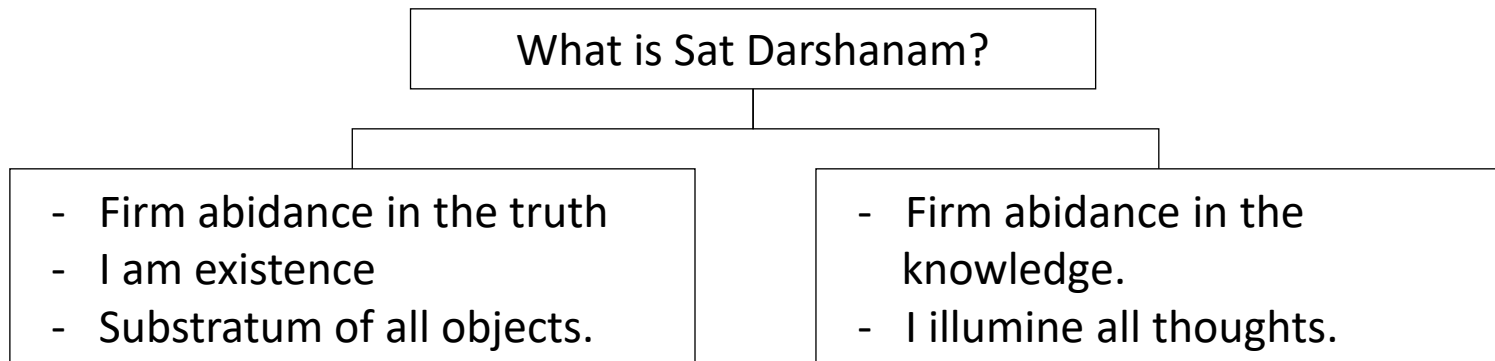 What is Sat Darshanam?
- Firm abidance in the truth
- I am existence
- Substratum of all objects.
- Firm abidance in the
knowledge.
- I illumine all thoughts.